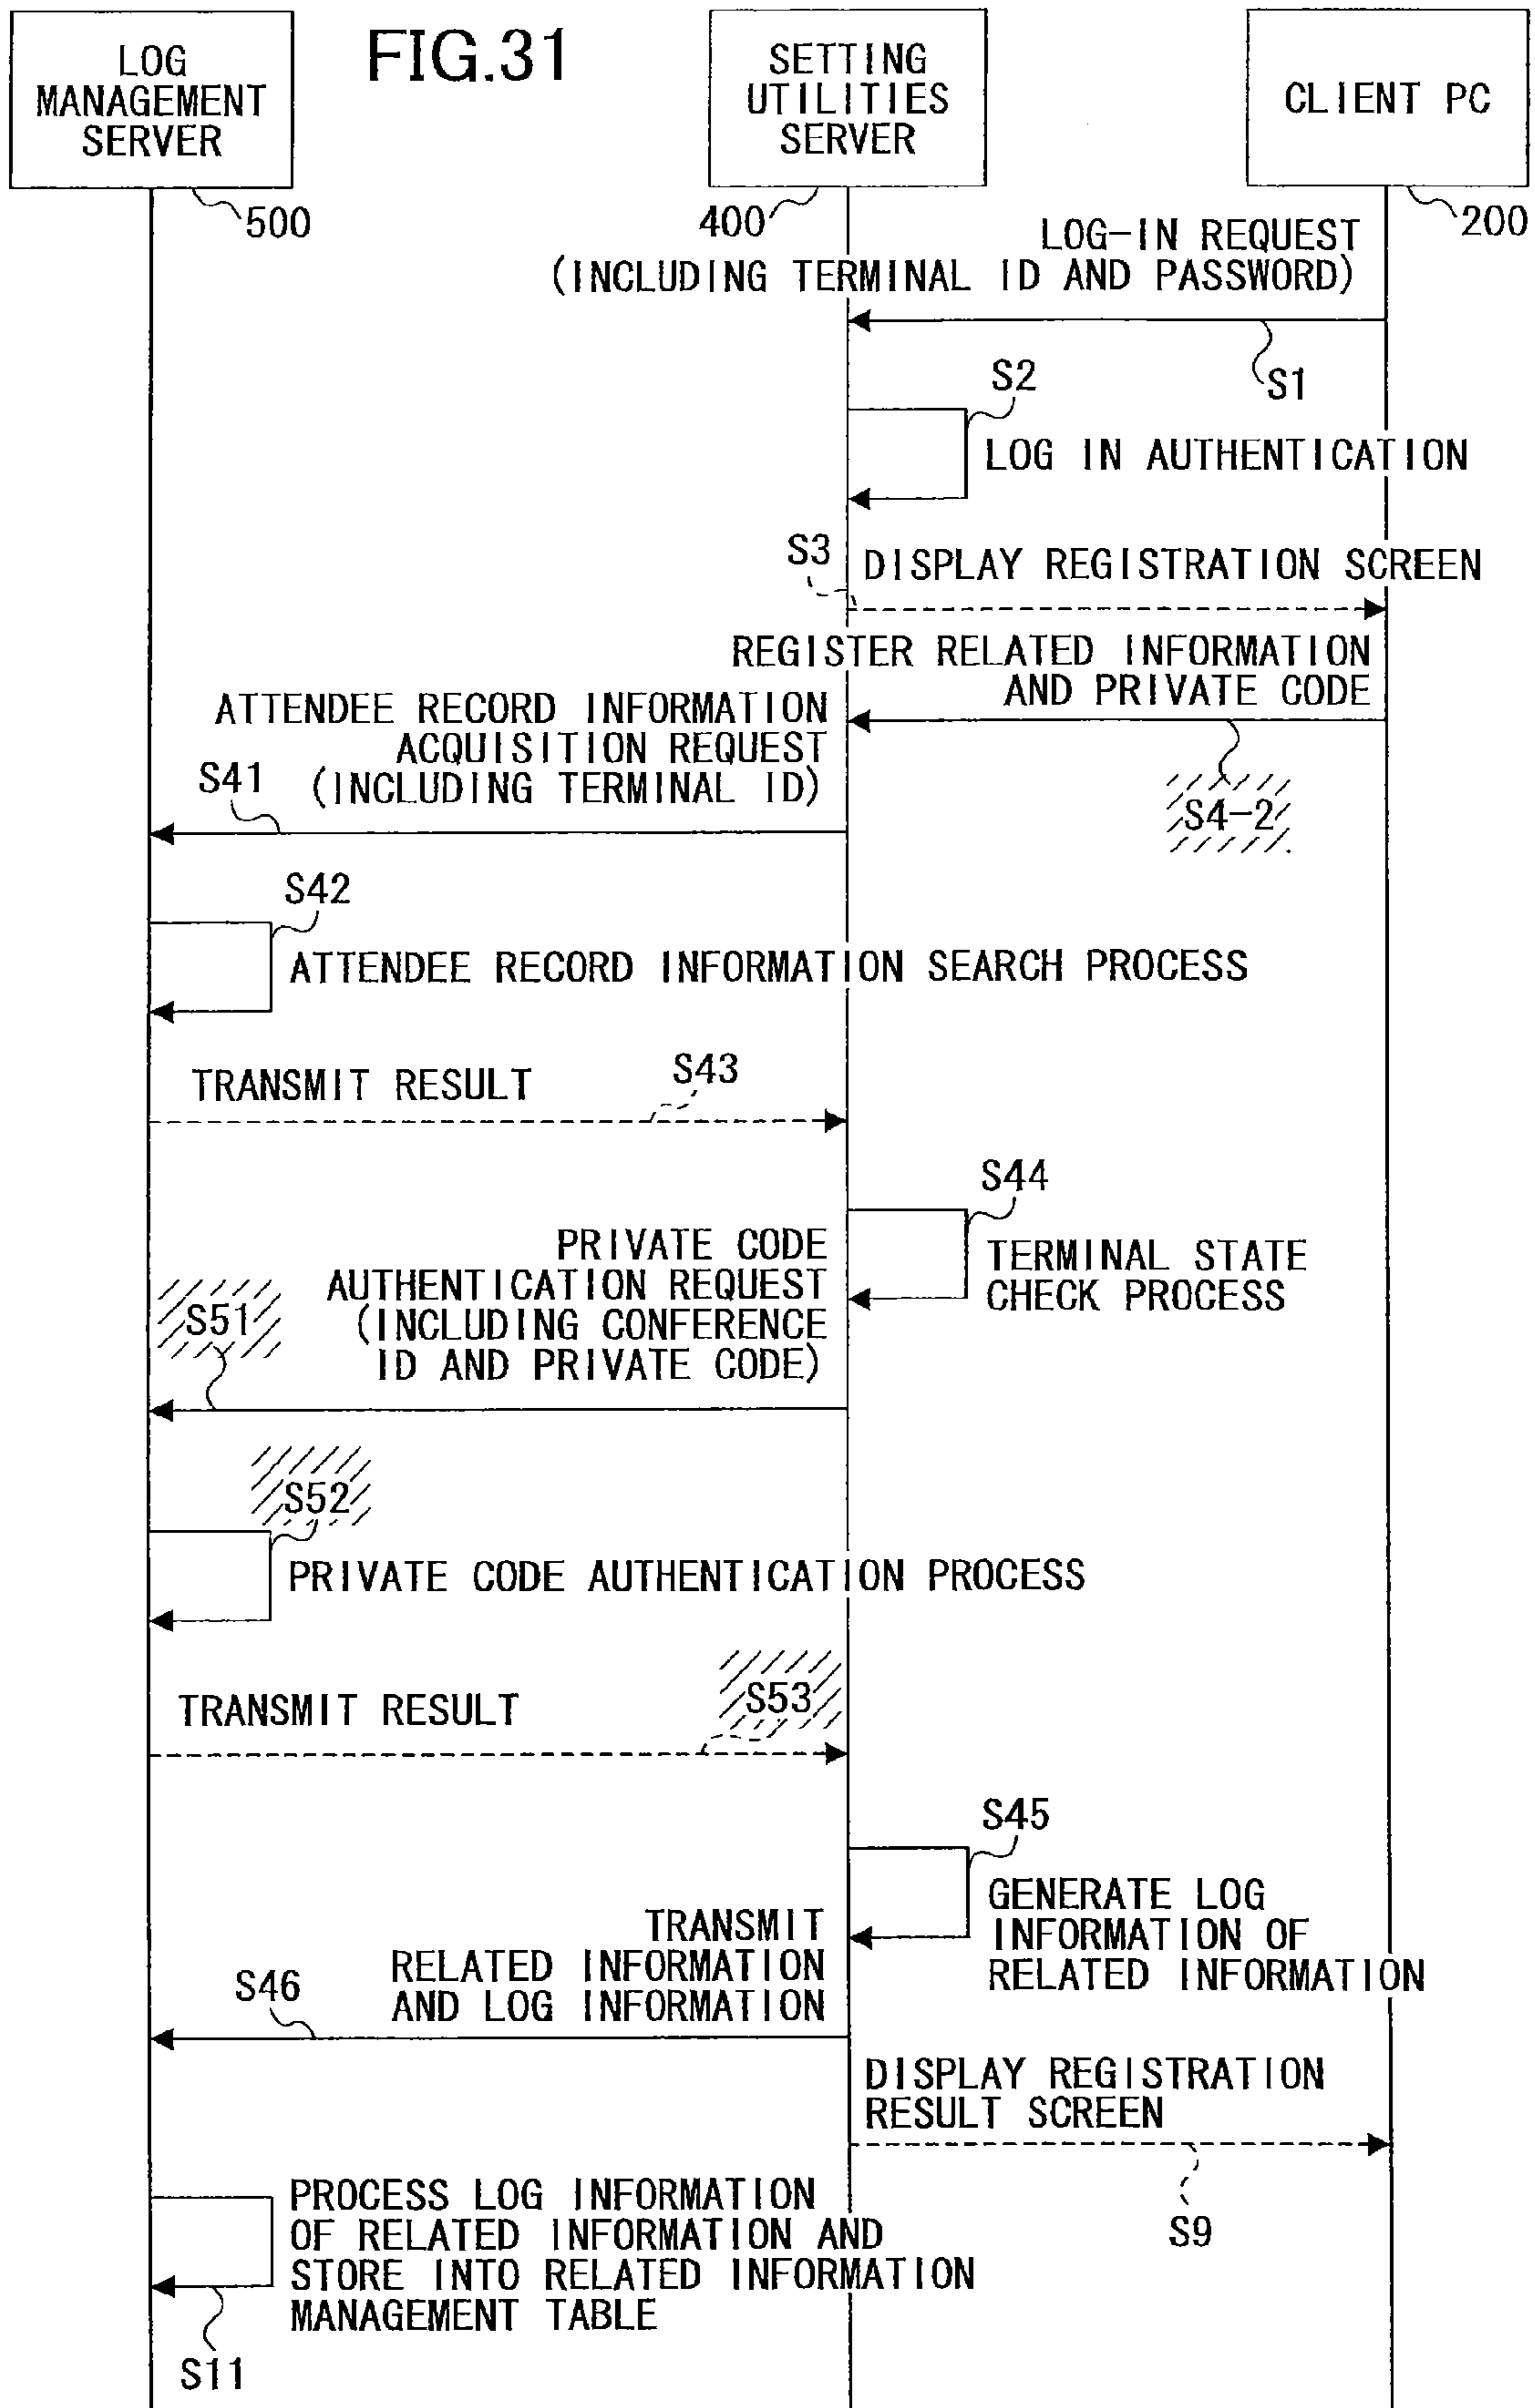 FIG.31
LOG
MANAGEMENT
SERVER
500
SETTING
UTILITIES
SERVER
400
CLIENT PC
200
LOG-IN REQUEST
(INCLUDING TERMINAL ID AND PASSWORD)
S1
S2
LOG IN AUTHENTICATION
S3
DISPLAY REGISTRATION SCREEN
REGISTER RELATED INFORMATION
AND PRIVATE CODE
S4-2
ATTENDEE RECORD INFORMATION
ACQUISITION REQUEST
(INCLUDING TERMINAL ID)
S41
S42
ATTENDEE RECORD INFORMATION SEARCH PROCESS
TRANSMIT RESULT
S43
S44
TERMINAL STATE
CHECK PROCESS
PRIVATE CODE
AUTHENTICATION REQUEST
(INCLUDING CONFERENCE
ID AND PRIVATE CODE)
S51
S52
PRIVATE CODE AUTHENTICATION PROCESS
TRANSMIT RESULT
S53
S45
GENERATE LOG
INFORMATION OF
RELATED INFORMATION
TRANSMIT
RELATED INFORMATION
AND LOG INFORMATION
S46
DISPLAY REGISTRATION
RESULT SCREEN
S9
PROCESS LOG INFORMATION
OF RELATED INFORMATION AND
STORE INTO RELATED INFORMATION
MANAGEMENT TABLE
S11